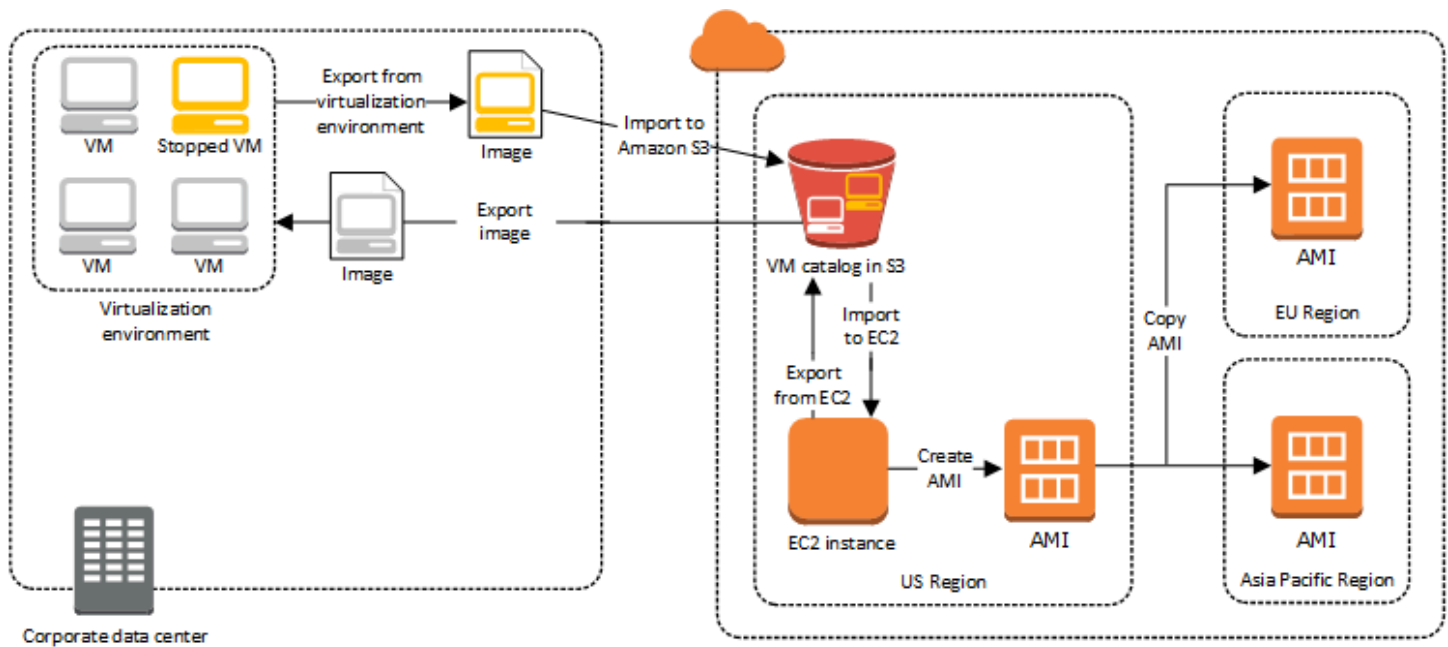 VM
Stopped VM
VM
VM
Virtualization
environment
Export from
virtualization
environment
Image
Image
Export
image
Corporate data center
Import to
Amazon S3
VM catalog in S3
Import
to EC2
Export
from EC2
EC2 instance
Create
AMI
AMI
US Region
Copy
AMI
AMI
EU Region
AMI
Asia Pacific Region